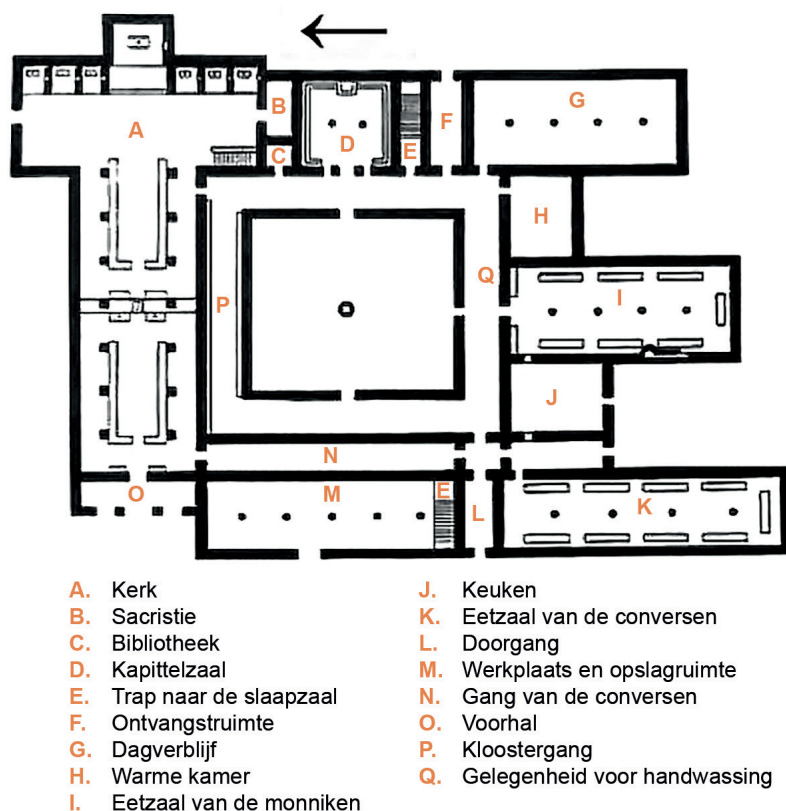 A
B
C
D
E
F
G
H
I
P
Q
J
N
O
M
E
L
K
A. Kerk
B. Sacristie
C. Bibliotheek
D. Kapittelzaal
E. Trap naar de slaapzaal
F. Ontvangstruimte
G. Dagverblijf
H. Warme kamer
I. Eetzaal van de monniken
J. Keuken
K. Eetzaal van de conversen
L. Doorgang
M. Werkplaats en opslagruimte
N. Gang van de conversen
O. Voorhal
P. Kloostergang
Q. Gelegenheid voor handwassing